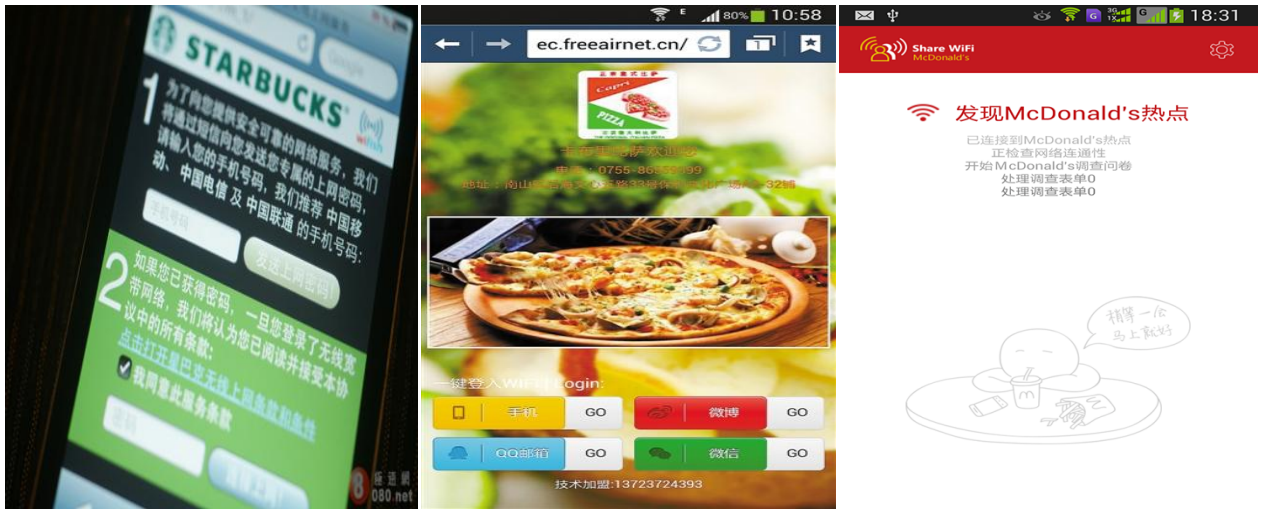 STARBUCKS
1
为了向您提供安全可靠的网络服务，我们
将通过短信向您发送您专有的上网密码，
请输入您的手机号码，我们推荐 中国移
动、中国电信 及 中国联通 的手机号码：
手机号码
发送上网密码!
2
如果您已获得密码，一旦您登录了无线宽
带网络，我们将认为您已阅读并接受本协
议中的所有条款：
点击打开星巴克无线上网条款和条件
我同意此服务条款
密码
080.net
E 80% 10:58
ec.freeairnet.cn/ 1
Capri
PIZZA
一键登入WIFI Login:
手机 GO 微博 GO
QQ邮箱 GO 微信 GO
技术加盟:13723724393
G 3G 1X G 18:31
Share WiFi
McDonald's
发现McDonald's热点
已连接到McDonald's热点
正检查网络连通性
开始McDonald's调查问卷
处理调查表单0
处理调查表单0
稍等一会
马上就好